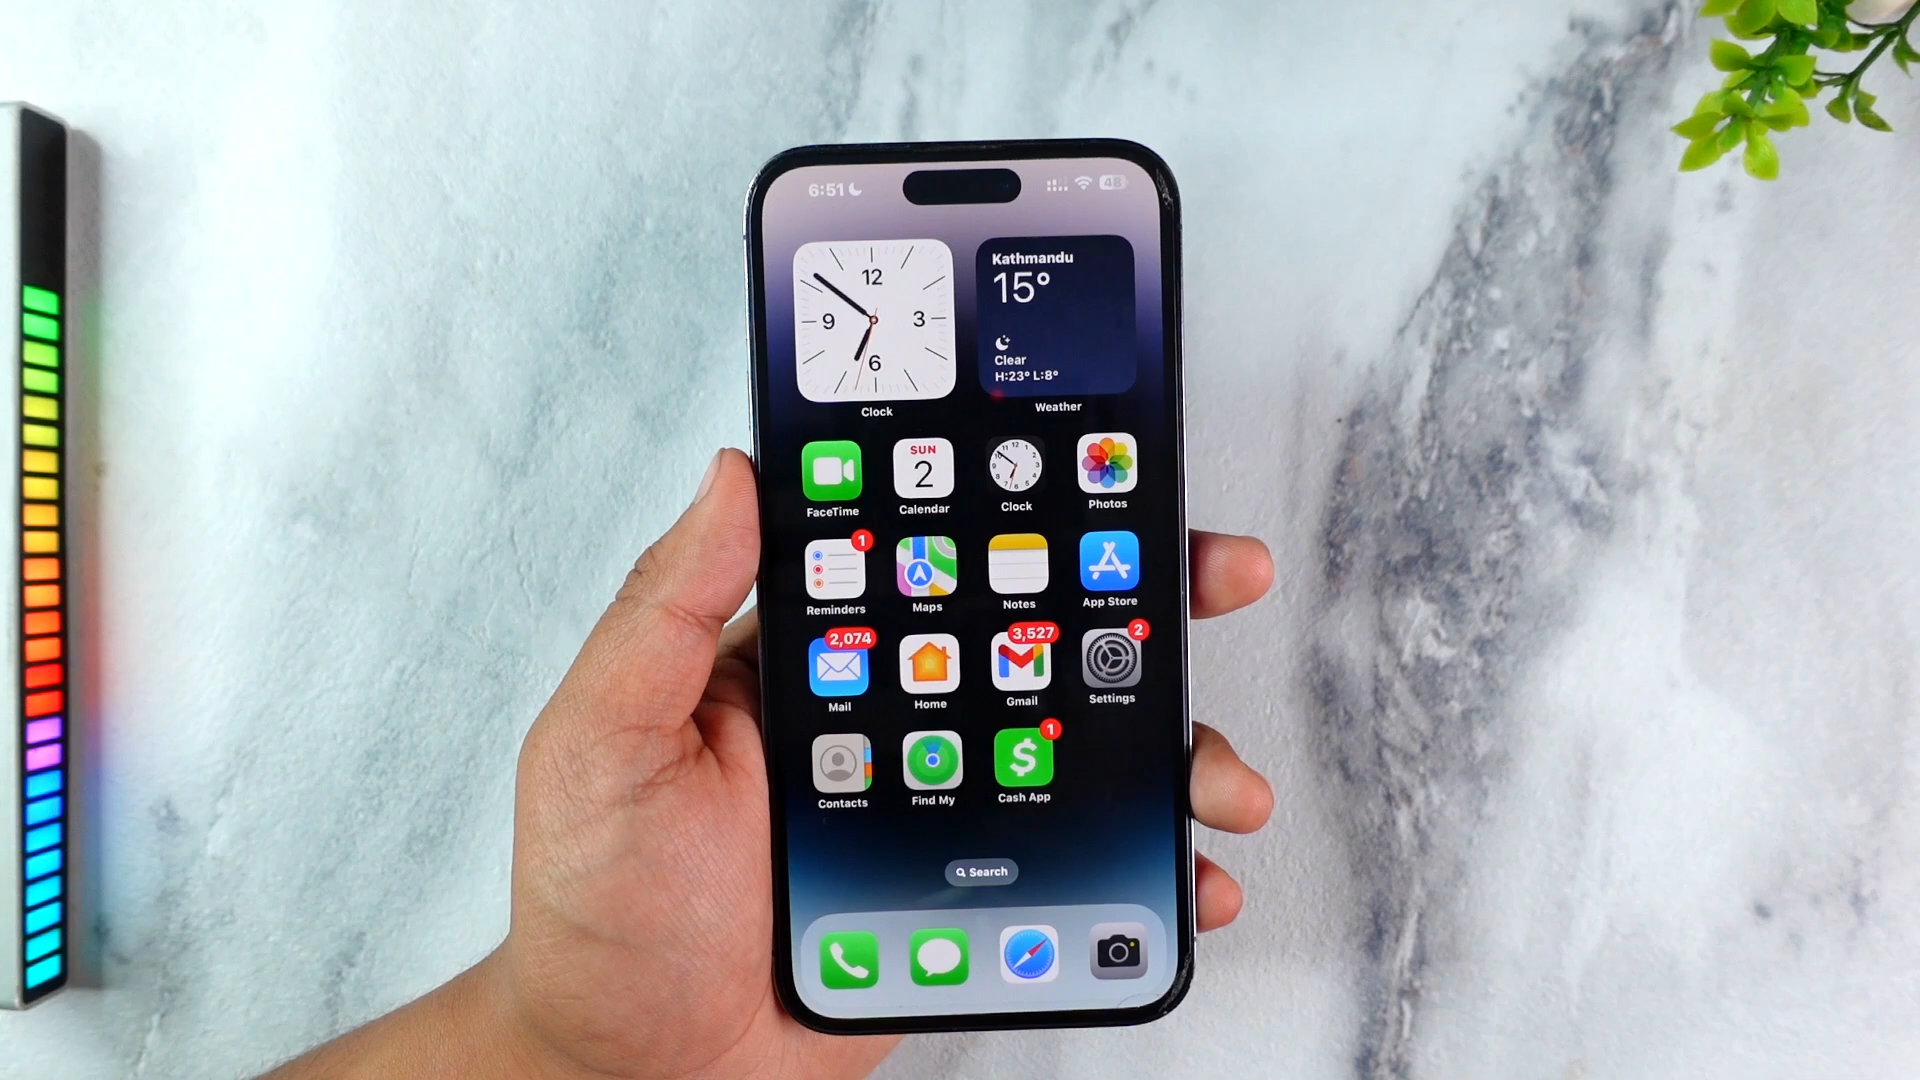 6:51
48
12
9
3
6
Clock
Kathmandu
15°
Clear
H:23° L:8°
Weather
FaceTime
SUN
2
Calendar
Clock
Photos
1
Reminders
Maps
Notes
App Store
2,074
Mail
Home
3,527
Gmail
2
Settings
Contacts
Find My
1
$
Cash App
Search